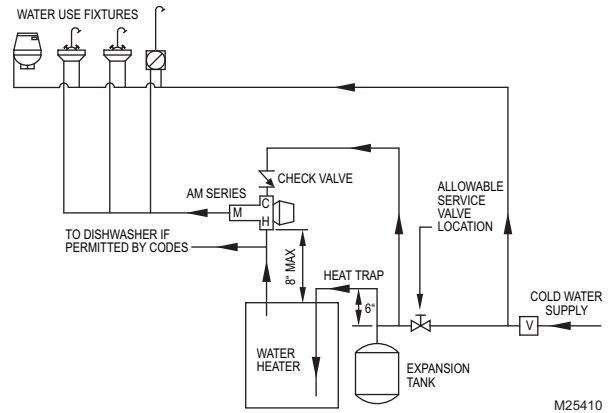 WATER USE FIXTURES
CHECK VALVE
ALLOWABLE
SERVICE
VALVE
LOCATION
AM SERIES
C
M
H
TO DISHWASHER IF
PERMITTED BY CODES
8" MAX
HEAT TRAP
6"
COLD WATER
SUPPLY
V
WATER
HEATER
EXPANSION
TANK
M25410